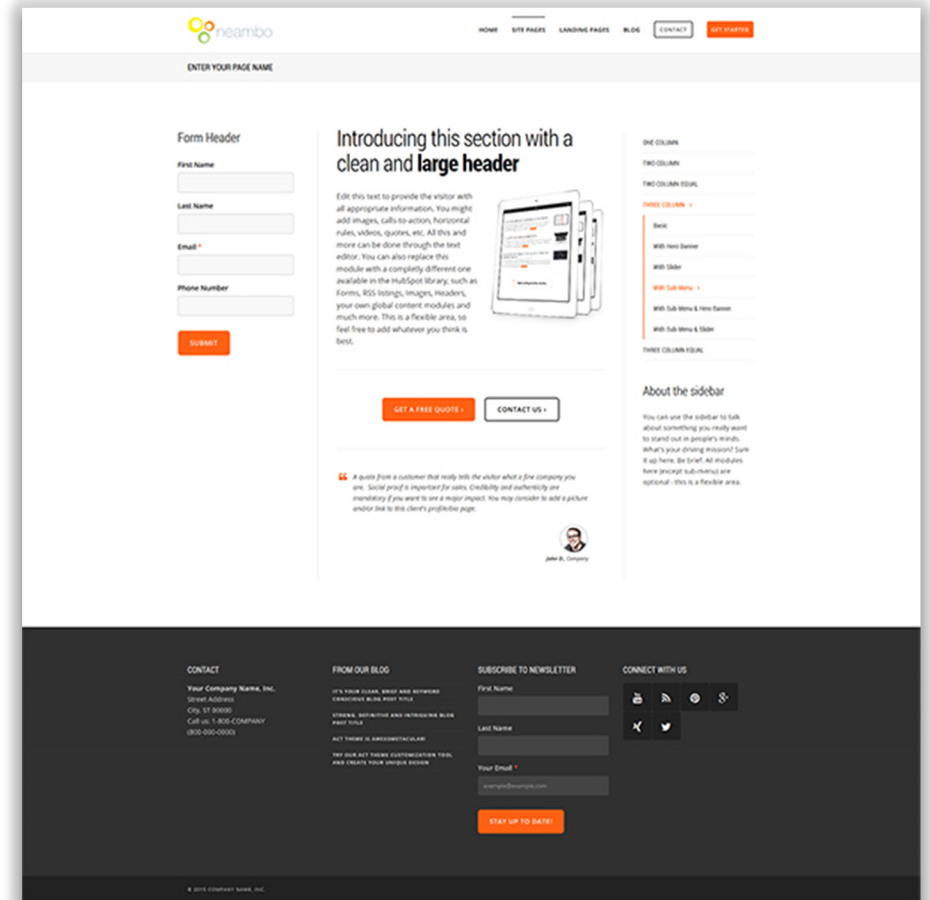 neambo
HOME SITE PAGES LANDING PAGES BLOG CONTACT GET STARTED
ENTER YOUR PAGE NAME
Form Header
First Name
Last Name
Email *
Phone Number
SUBMIT
Introducing this section with a
clean and large header
Edit this text to provide the visitor with
all appropriate information. You might
add images, calls-to-action, horizontal
rules, videos, quotes, etc. All this and
more can be done through the text
editor. You can also replace this
module with a completly different one
available in the HubSpot library, such as
Forms, RSS listings, Images, Headers,
your own global content modules and
much more. This is a flexible area, so
feel free to add whatever you think is
best.
GET A FREE QUOTE ›
CONTACT US ›
A quote from a customer that really tells the visitor what a fine company you
are. Social proof is important for sales. Credibility and authenticity are
mandatory if you want to see a major impact. You may consider to add a picture
and/or link to this client's profile/bio page.
John D., Company
ONE COLUMN
TWO COLUMN
TWO COLUMN EQUAL
THREE COLUMN ›
Basic
With Hero Banner
With Slider
With Sub-Menu ›
With Sub-Menu & Hero Banner
With Sub-Menu & Slider
THREE COLUMN EQUAL
About the sidebar
You can use the sidebar to talk
about something you really want
to stand out in people's minds.
What's your driving mission? Sum
it up here. Be brief. All modules
here (except sub-menu) are
optional - this is a flexible area.
CONTACT
Your Company Name, Inc.
Street Address
City, ST 00000
Call us: 1-800-COMPANY
(800-000-0000)
FROM OUR BLOG
IT'S YOUR CLEAR, BRIEF AND KEYWORD
CONSCIOUS BLOG POST TITLE
STRONG, DEFINITIVE AND INTRIGUING BLOG
POST TITLE
ACT THEME IS AWESOMETACULAR!
TRY OUR ACT THEME CUSTOMIZATION TOOL
AND CREATE YOUR UNIQUE DESIGN
SUBSCRIBE TO NEWSLETTER
First Name
Last Name
Your Email *
example@example.com
STAY UP TO DATE!
CONNECT WITH US
© 2015 COMPANY NAME, INC.